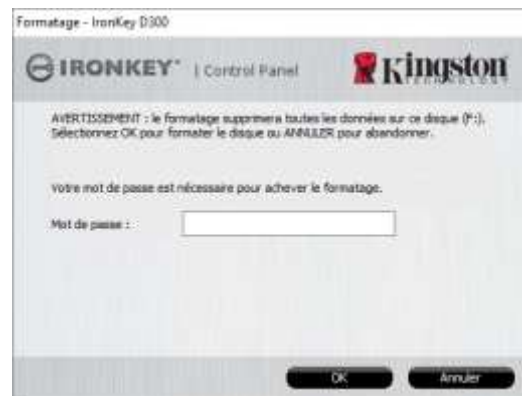 Formatage - IronKey D300
IRONKEY | Control Panel
Kingston
TECHNOLOGY
AVERTISSEMENT : le formatage supprimera toutes les données sur ce disque (F:).
Sélectionnez OK pour formater le disque ou ANNULER pour abandonner.
Votre mot de passe est nécessaire pour achever le formatage.
Mot de passe :
OK
Annuler